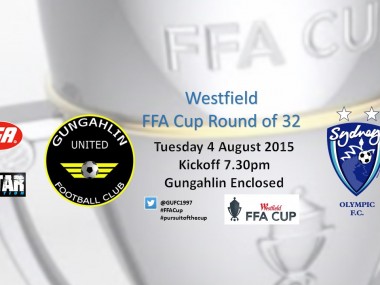 FFA CUP
Westfield
FFA Cup Round of 32
Tuesday 4 August 2015
Kickoff 7.30pm
Gungahlin Enclosed
GUNGAHLIN
UNITED
FOOTBALL CLUB
Sydney
OLYMPIC
F.C.
@GUFC1997
#FFACup
#pursuitofthecup
Westfield
FFA CUP